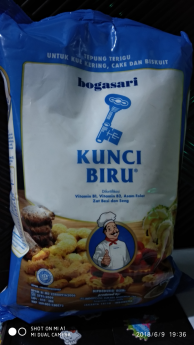 TEPUNG TERIGU
UNTUK KUE KERING, CAKE DAN BISKUIT
bogasari
KUNCI
BIRU®
Difortifikasi
Vitamin B1, Vitamin B2, Asam Folat
Zat Besi dan Seng
SHOT ON MI A1
MI DUAL CAMERA
2018/6/9 19:36